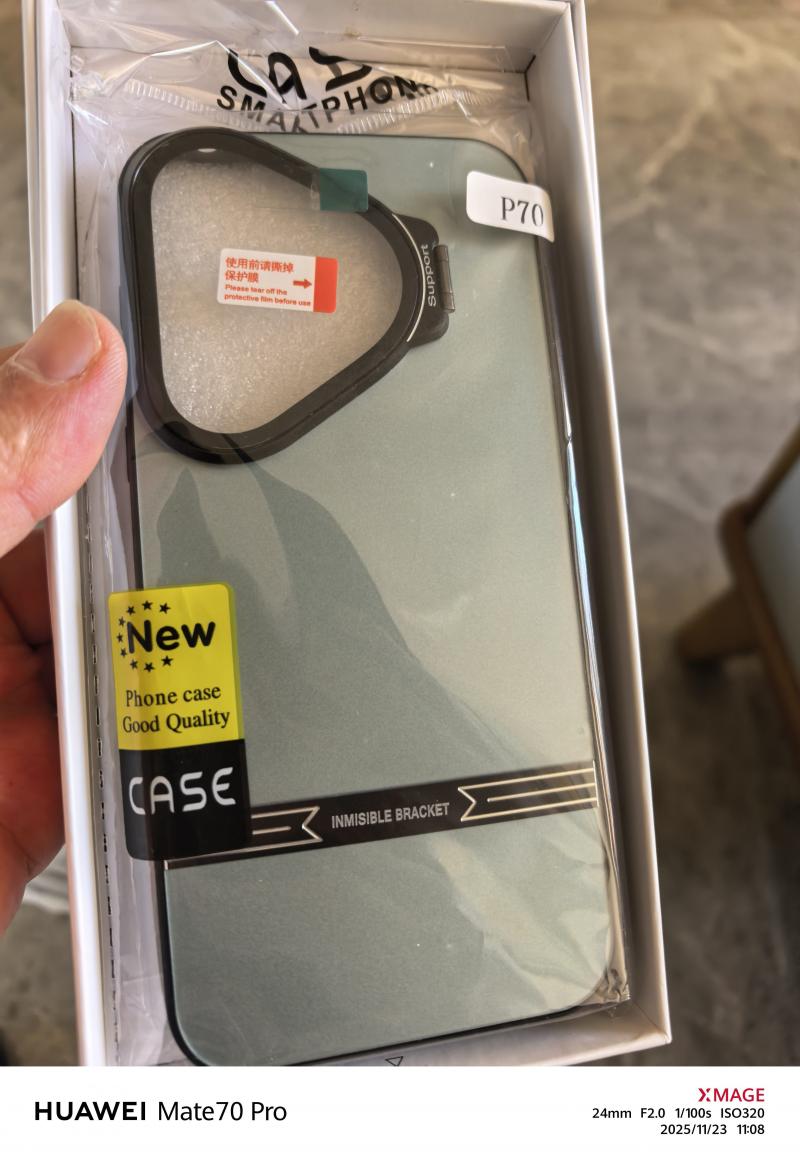 SMARTPHONE
P70
Support
使用前请撕掉
保护膜
Please tear off the
protective film before use
New
Phone case
Good Quality
CASE
INMISIBLE BRACKET
HUAWEI Mate70 Pro
XMAGE
24mm F2.0 1/100s ISO320
2025/11/23 11:08